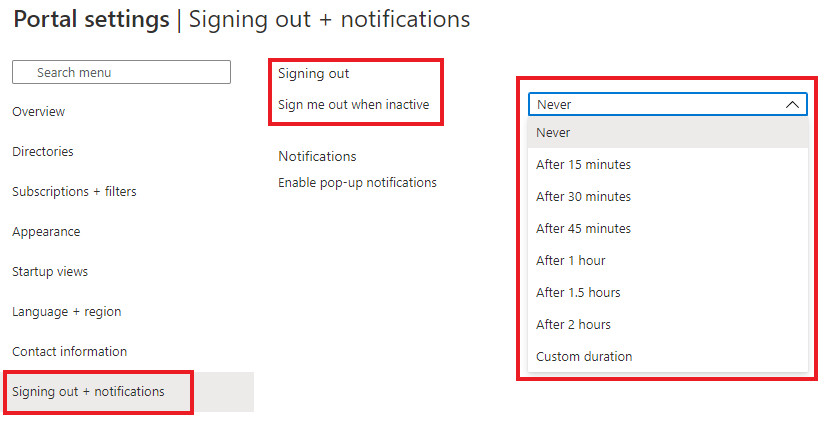 Portal settings | Signing out + notifications
Search menu
Overview
Directories
Subscriptions + filters
Appearance
Startup views
Language + region
Contact information
Signing out + notifications
Signing out
Sign me out when inactive
Notifications
Enable pop-up notifications
Never
Never
After 15 minutes
After 30 minutes
After 45 minutes
After 1 hour
After 1.5 hours
After 2 hours
Custom duration